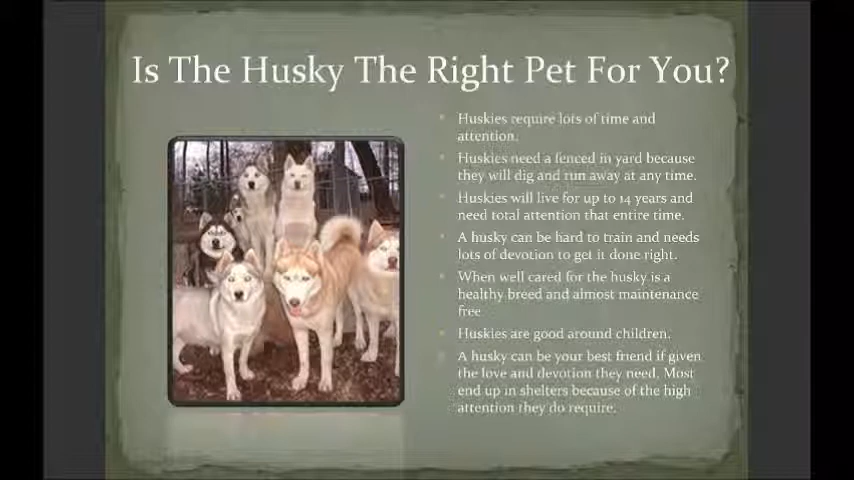 Is The Husky The Right Pet For You?
Huskies require lots of time and
attention.
Huskies need a fenced in yard because
they will dig and run away at any time.
Huskies will live for up to 14 years and
need total attention that entire time.
A husky can be hard to train and needs
lots of devotion to get it done right.
When well cared for the husky is a
healthy breed and almost maintenance
free
Huskies are good around children.
A husky can be your best friend if given
the love and devotion they need. Most
end up in shelters because of the high
attention they do require.